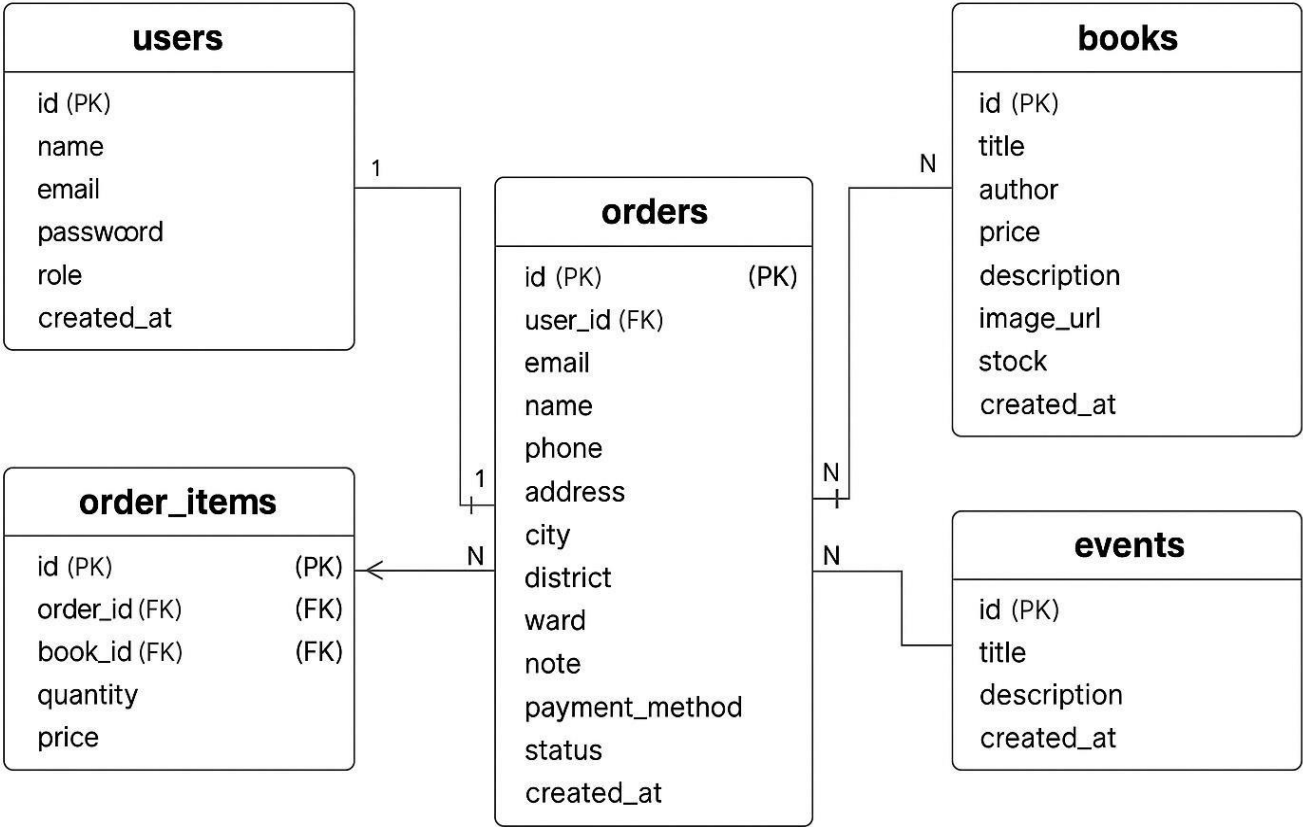 users
id (PK)
name
email
passwoord
role
created_at
1
orders
id (PK) (PK)
user_id (FK)
email
name
phone
address
city
district
ward
note
payment_method
status
created_at
1
N
N
N
N
books
id (PK)
title
author
price
description
image_url
stock
created_at
order_items
id (PK) (PK)
order_id (FK) (FK)
book_id (FK) (FK)
quantity
price
events
id (PK)
title
description
created_at